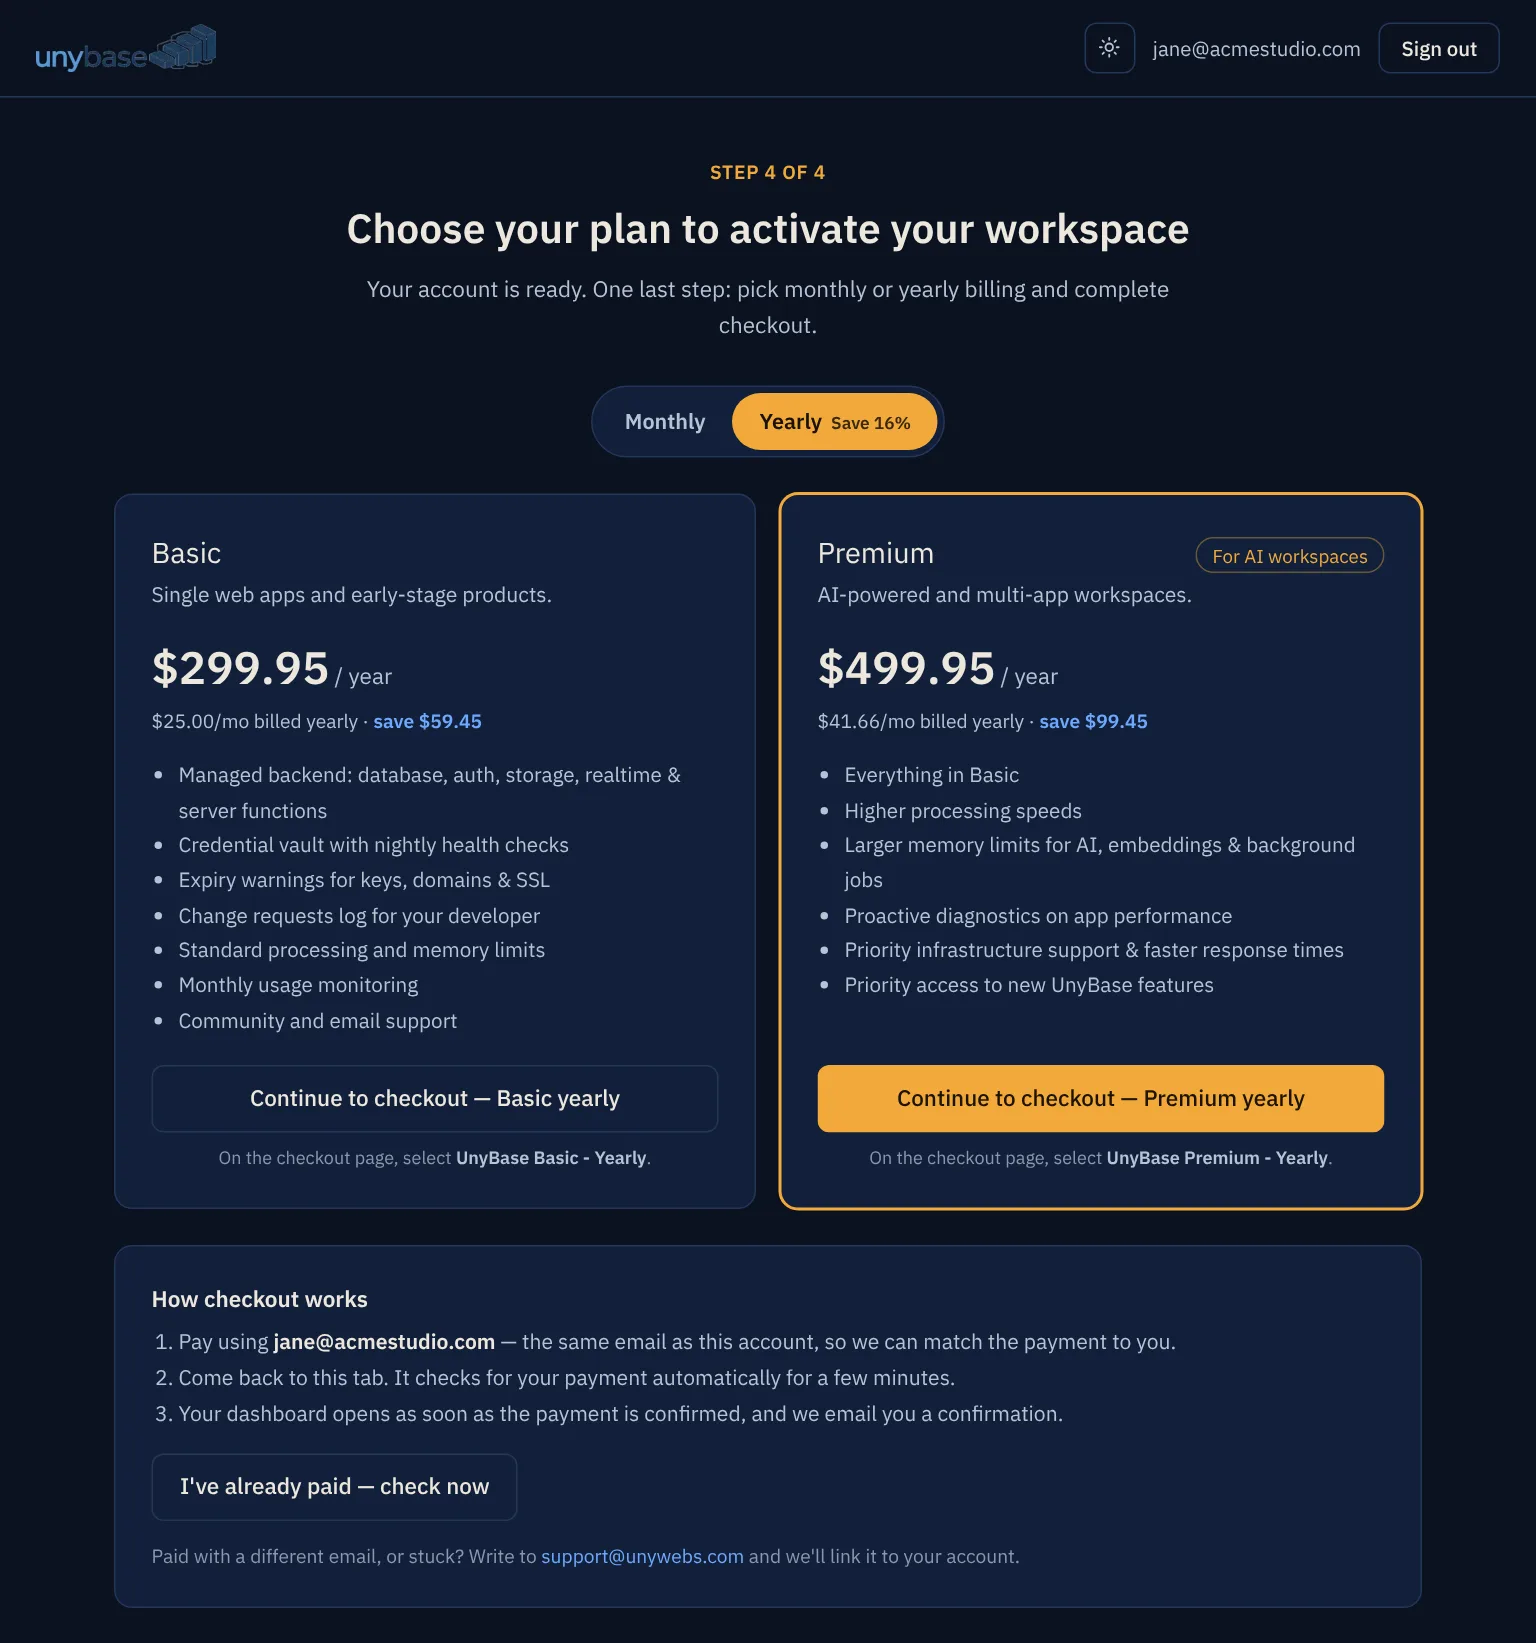 unybase
jane@acmestudio.com
Sign out
STEP 4 OF 4
Choose your plan to activate your workspace
Your account is ready. One last step: pick monthly or yearly billing and complete
checkout.
Monthly
Yearly Save 16%
Basic
Single web apps and early-stage products.
$299.95 / year
$25.00/mo billed yearly · save $59.45
• Managed backend: database, auth, storage, realtime &
server functions
• Credential vault with nightly health checks
• Expiry warnings for keys, domains & SSL
• Change requests log for your developer
• Standard processing and memory limits
• Monthly usage monitoring
• Community and email support
Continue to checkout — Basic yearly
On the checkout page, select UnyBase Basic - Yearly.
Premium
For AI workspaces
AI-powered and multi-app workspaces.
$499.95 / year
$41.66/mo billed yearly · save $99.45
• Everything in Basic
• Higher processing speeds
• Larger memory limits for AI, embeddings & background
jobs
• Proactive diagnostics on app performance
• Priority infrastructure support & faster response times
• Priority access to new UnyBase features
Continue to checkout — Premium yearly
On the checkout page, select UnyBase Premium - Yearly.
How checkout works
1. Pay using jane@acmestudio.com — the same email as this account, so we can match the payment to you.
2. Come back to this tab. It checks for your payment automatically for a few minutes.
3. Your dashboard opens as soon as the payment is confirmed, and we email you a confirmation.
I've already paid — check now
Paid with a different email, or stuck? Write to support@unywebs.com and we'll link it to your account.